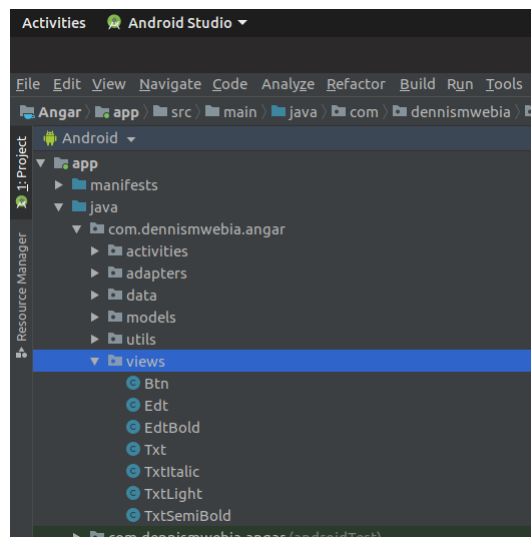 Activities Android Studio
File Edit View Navigate Code Analyze Refactor Build Run Tools
Angar app src main java com dennismwebia
Android
1: Project
Resource Manager
app
manifests
java
com.dennismwebia.angar
activities
adapters
data
models
utils
views
Btn
Edt
EdtBold
Txt
TxtItalic
TxtLight
TxtSemiBold
com.dennismwebia.angar (androidTest)